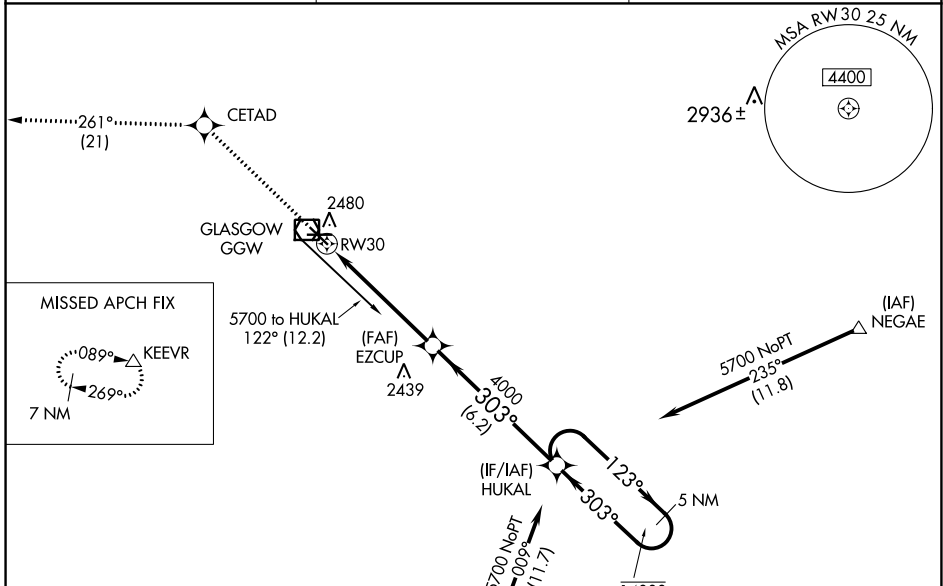 MSA RW30 25 NM
4400
2936±
CETAD
261°
(21)
2480
GLASGOW
GGW
RW30
MISSED APCH FIX
089°
KEEVR
269°
7 NM
5700 to HUKAL
122° (12.2)
(FAF)
EZCUP
2439
(IAF)
NEGAE
5700 NoPT
235°
(11.8)
4000
303°
(6.2)
(IF/IAF)
HUKAL
123°
303°
5 NM
5700 NoPT
009°
(11.7)